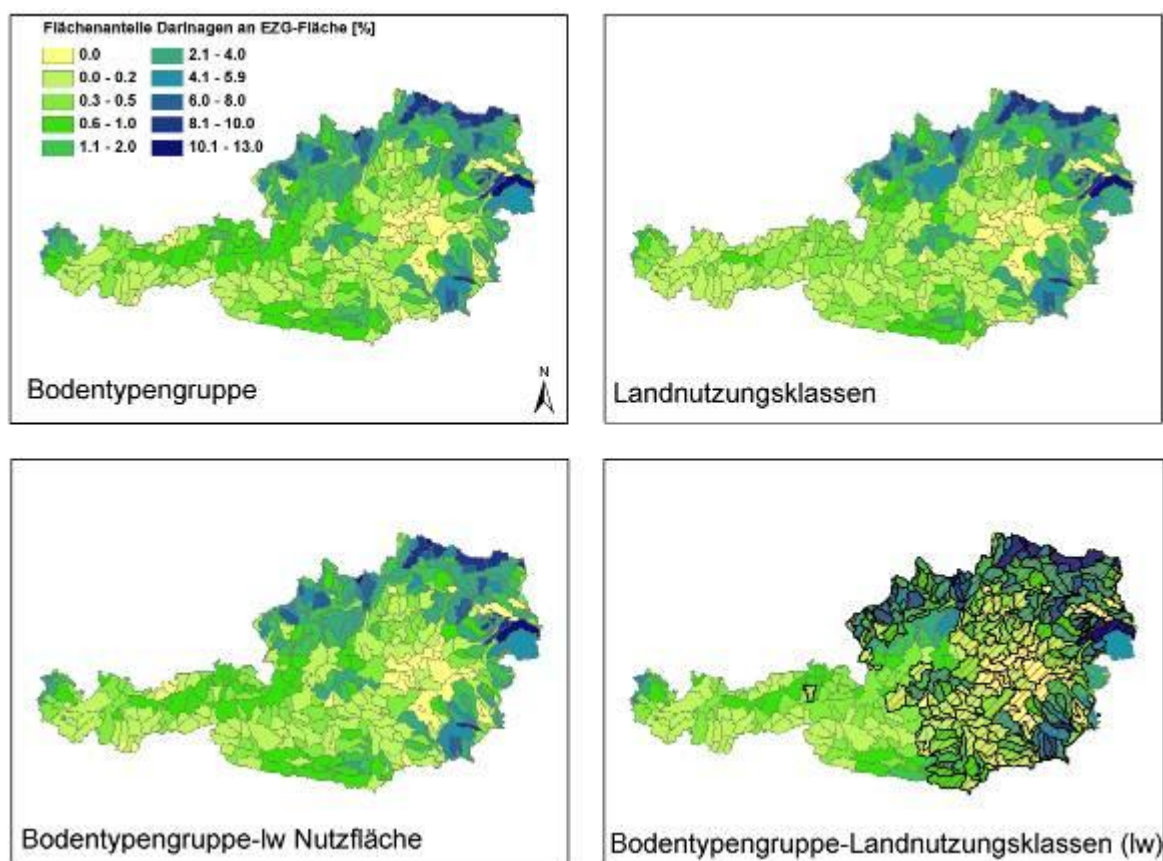 Flächenanteile Darinagen an EZG-Fläche [%]
0.0
0.0 - 0.2
0.3 - 0.5
0.6 - 1.0
1.1 - 2.0
2.1 - 4.0
4.1 - 5.9
6.0 - 8.0
8.1 - 10.0
10.1 - 13.0
Bodentypengruppe
N
Landnutzungsklassen
Bodentypengruppe-lw Nutzfläche
Bodentypengruppe-Landnutzungsklassen (lw)